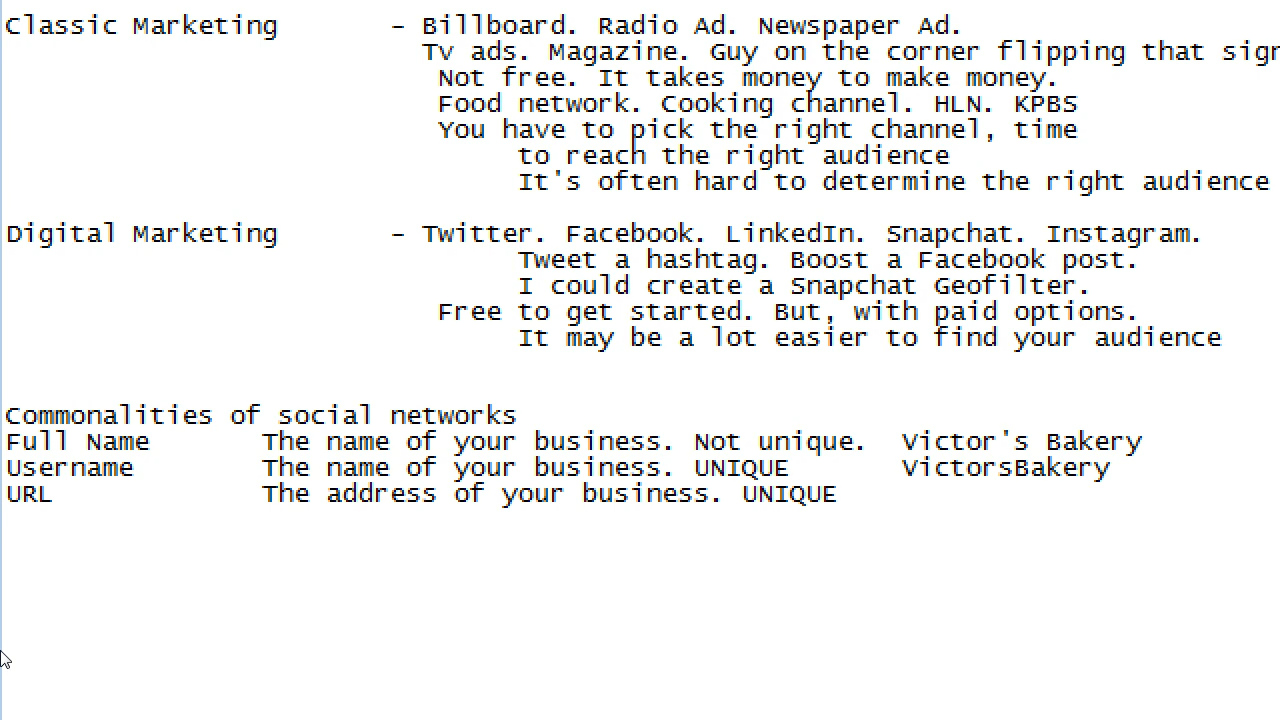 Classic Marketing - Billboard. Radio Ad. Newspaper Ad.
Tv ads. Magazine. Guy on the corner flipping that
Not free. It takes money to make money.
Food network. Cooking channel. HLN. KPBS
You have to pick the right channel, time
to reach the right audience
It's often hard to determine the right audience
Digital Marketing - Twitter. Facebook. LinkedIn. Snapchat. Instagram.
Tweet a hashtag. Boost a Facebook post.
I could create a Snapchat Geofilter.
Free to get started. But, with paid options.
It may be a lot easier to find your audience
Commonalities of social networks
Full Name The name of your business. Not unique. Victor's Bakery
Username The name of your business. UNIQUE VictorsBakery
URL The address of your business. UNIQUE